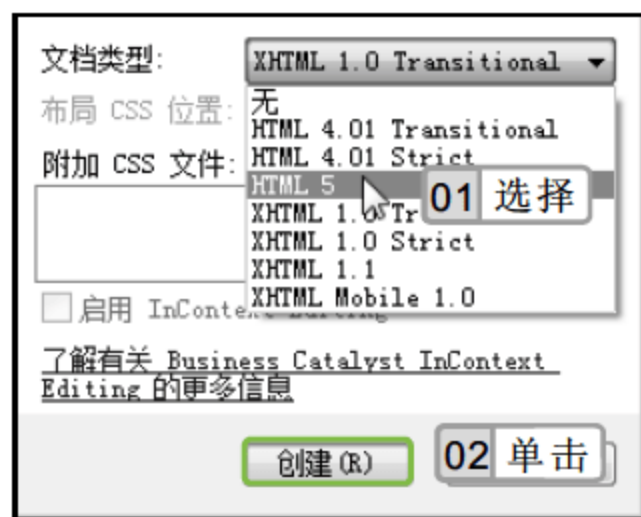 文档类型: XHTML 1.0 Transitional
布局 CSS 位置: 无
HTML 4.01 Transitional
附加 CSS 文件: HTML 4.01 Strict
HTML 5
01 选择
XHTML 1.0 Tr
XHTML 1.0 Strict
XHTML 1.1
XHTML Mobile 1.0
启用 InConte
了解有关 Business Catalyst InContext
Editing 的更多信息
创建(R) 02 单击